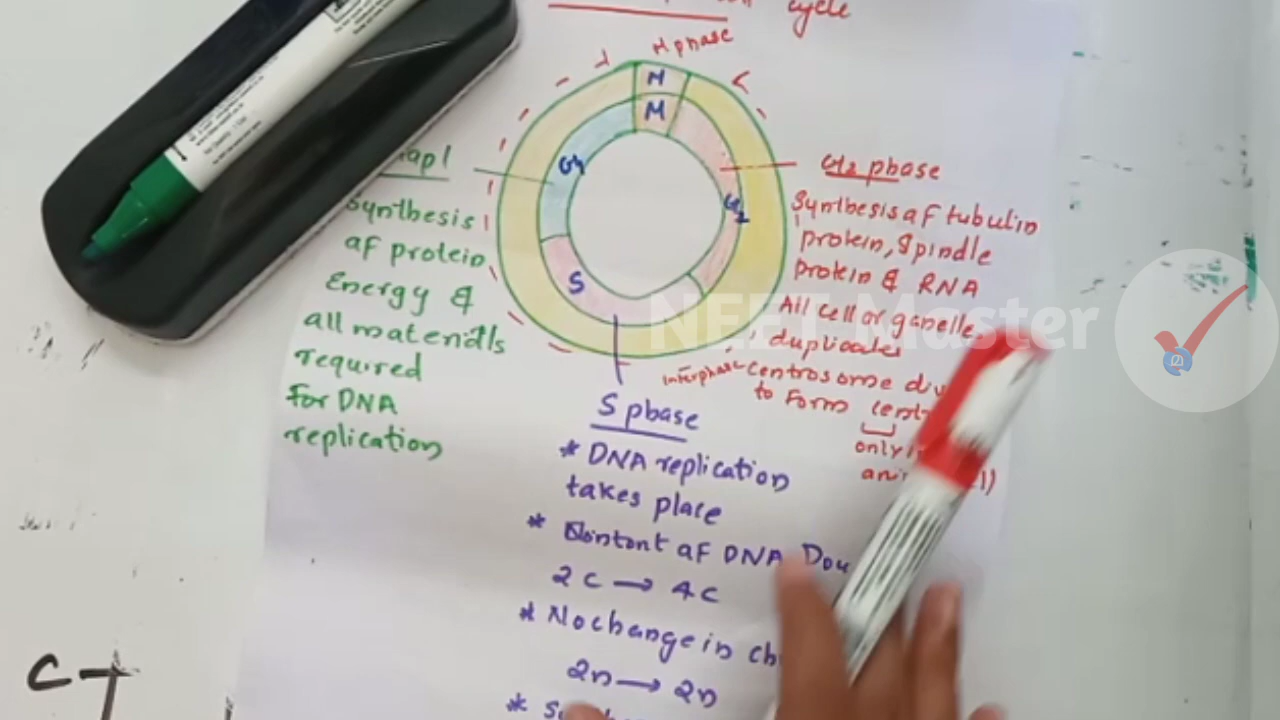 cycle
M phase
M
M
G1
G2
S
Synthesis
of protein
Energy &
all materials
required
For DNA
replication
G2 phase
Synthesis of tubulin
protein, Spindle
protein & RNA
All cell organelle
duplicates
centrosome
to Form
only
Interphase
S phase
* DNA replication
takes place
* Content of DNA
2C → 4C
* No change in
2n → 2n
NEET Master
C